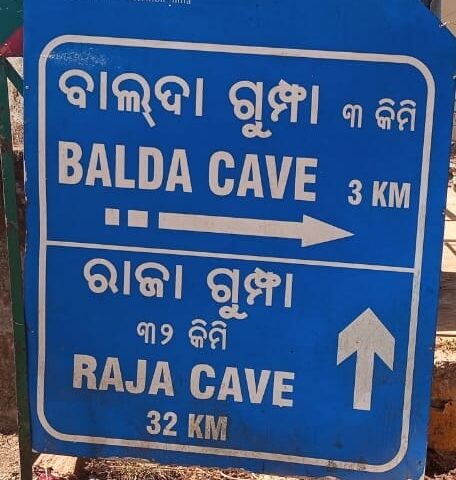 ବାଲ୍‌ଦା ଗୁମ୍ଫା ୩ କିମି
BALDA CAVE 3 KM
ରାଜା ଗୁମ୍ଫା
୩୨ କିମି
RAJA CAVE
32 KM